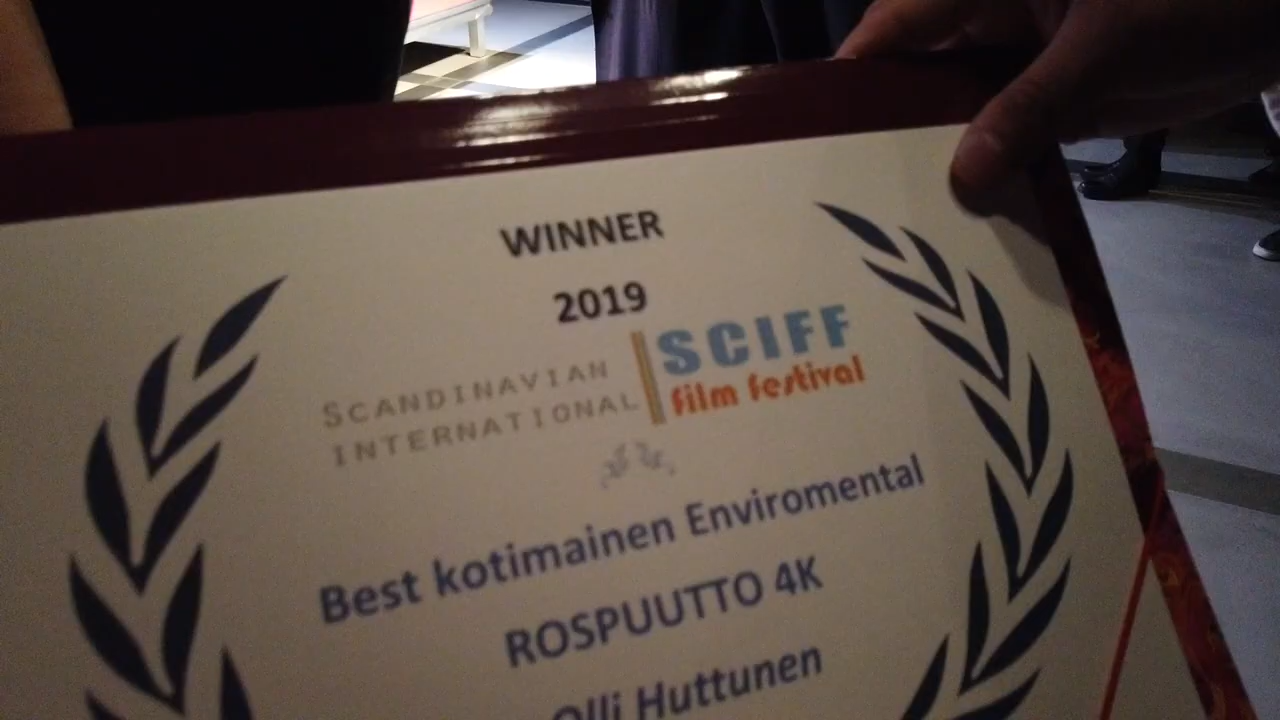 WINNER
2019
SCANDINAVIAN
INTERNATIONAL
SCIFF
film festival
Best kotimainen Enviromental
ROSPUUTTO 4K
Olli Huttunen